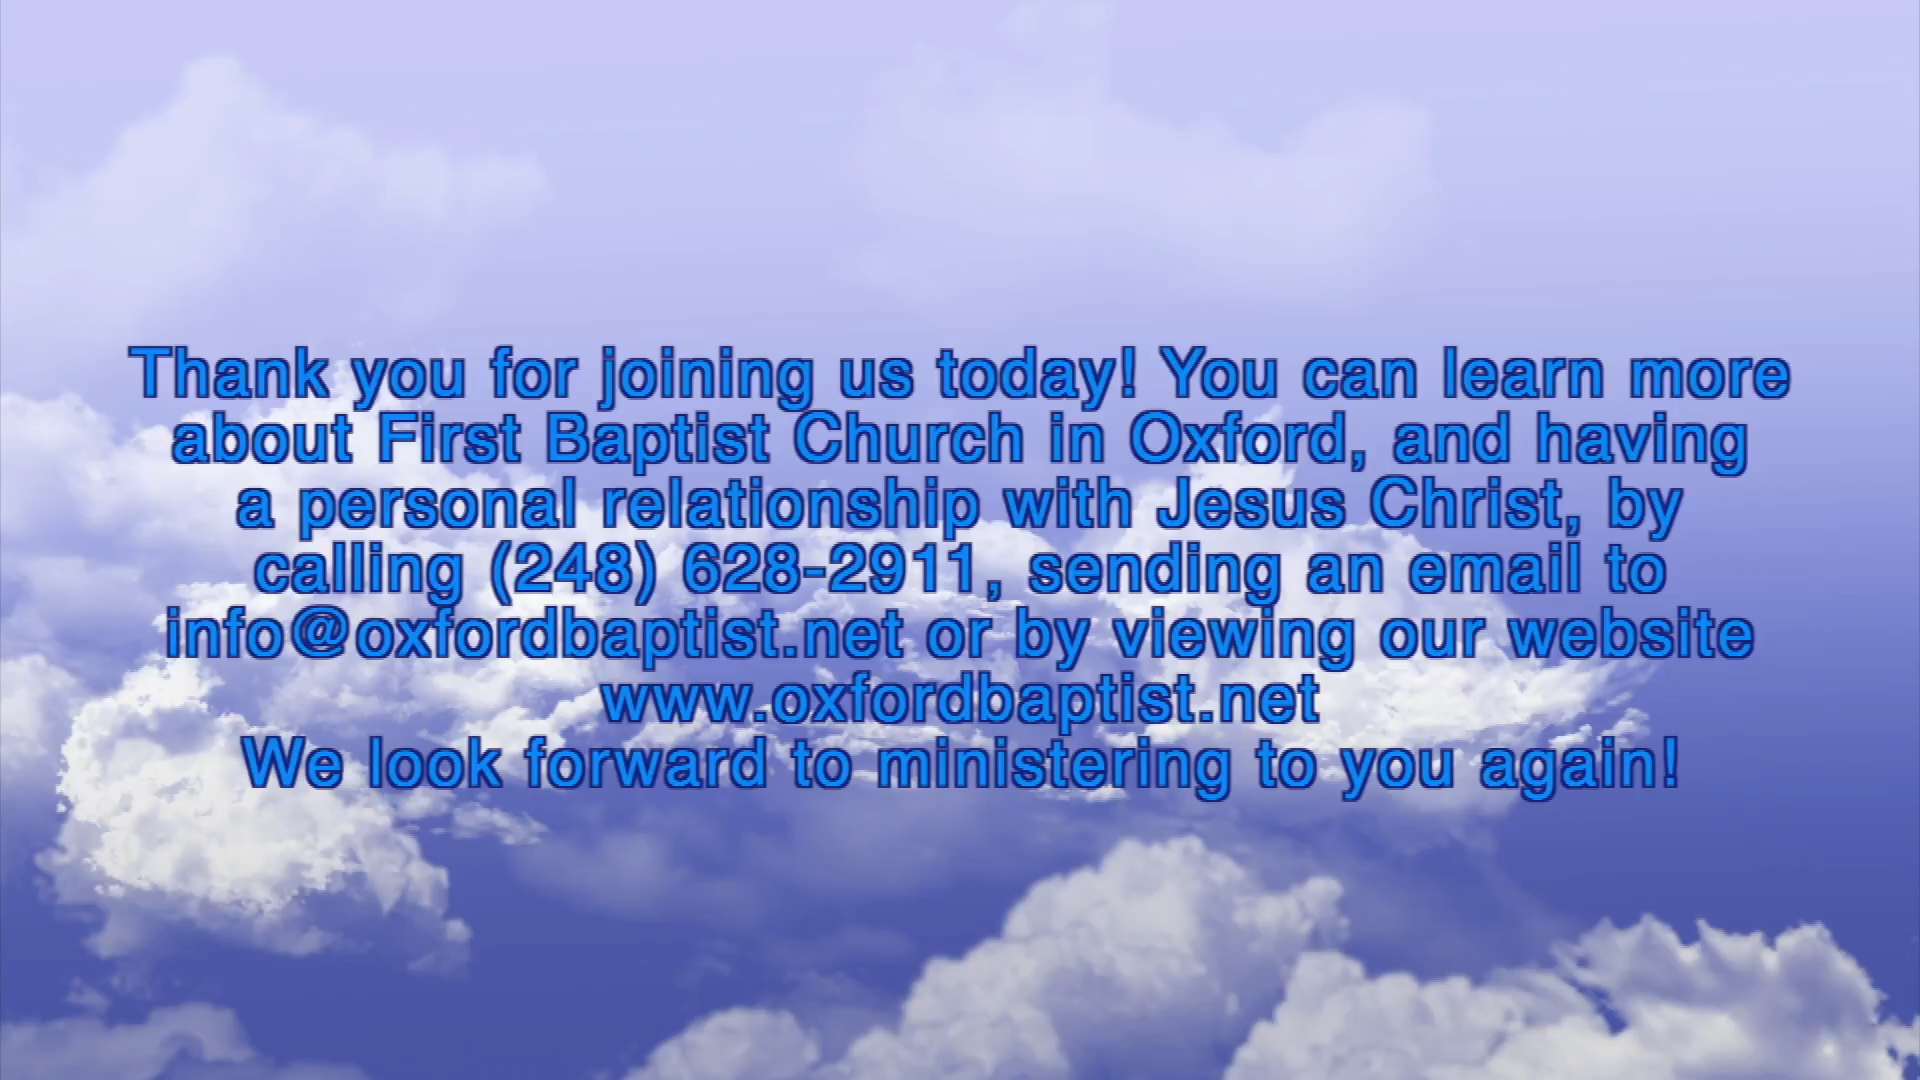 Thank you for joining us today! You can learn more
about First Baptist Church in Oxford, and having
a personal relationship with Jesus Christ, by
calling (248) 628-2911, sending an email to
info@oxfordbaptist.net or by viewing our website
www.oxfordbaptist.net
We look forward to ministering to you again!